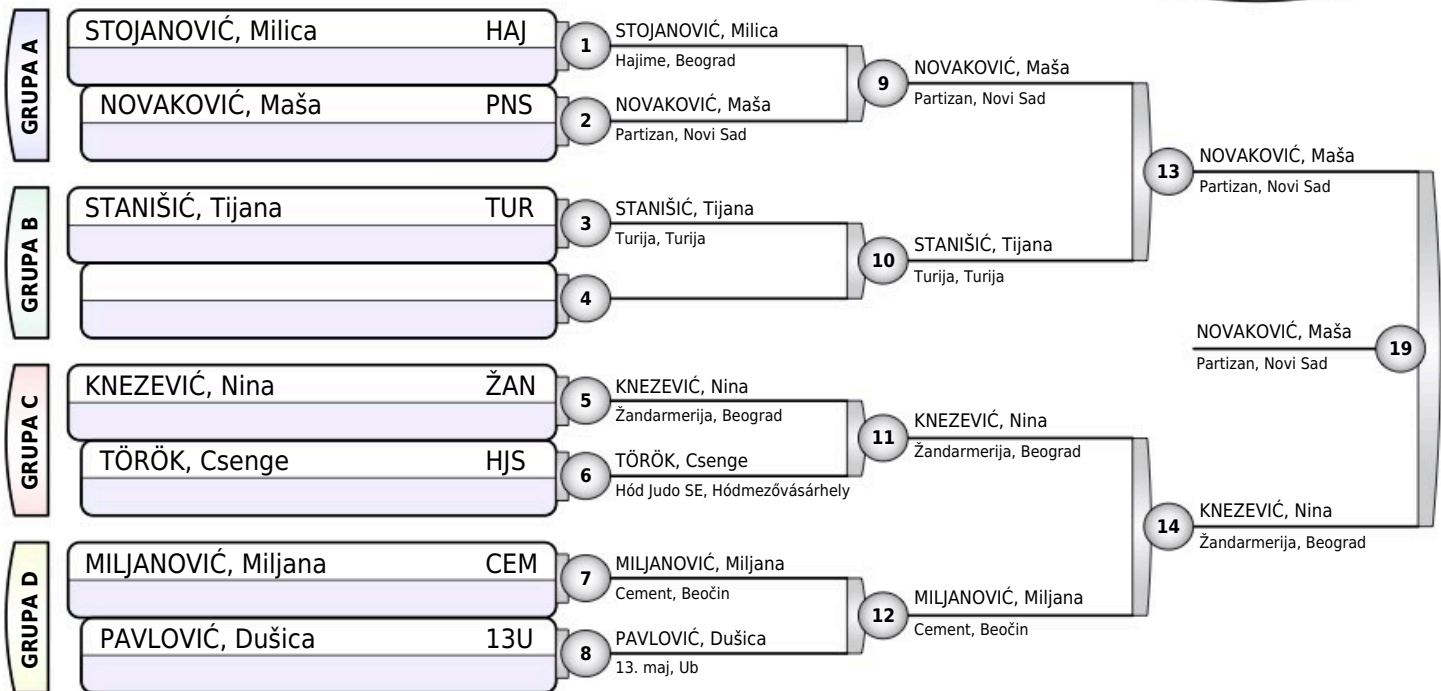 GRUPA A
STOJANOVIĆ, Milica HAJ
NOVAKOVIĆ, Maša PNS
1
STOJANOVIĆ, Milica
Hajime, Beograd
2
NOVAKOVIĆ, Maša
Partizan, Novi Sad
9
NOVAKOVIĆ, Maša
Partizan, Novi Sad
GRUPA B
STANIŠIĆ, Tijana TUR
3
STANIŠIĆ, Tijana
Turija, Turija
4
10
STANIŠIĆ, Tijana
Turija, Turija
13
NOVAKOVIĆ, Maša
Partizan, Novi Sad
GRUPA C
KNEZEVIĆ, Nina ŽAN
TÖRÖK, Csenge HJS
5
KNEZEVIĆ, Nina
Žandarmerija, Beograd
6
TÖRÖK, Csenge
Hód Judo SE, Hódmezővásárhely
11
KNEZEVIĆ, Nina
Žandarmerija, Beograd
GRUPA D
MILJANOVIĆ, Miljana CEM
PAVLOVIĆ, Dušica 13U
7
MILJANOVIĆ, Miljana
Cement, Beočin
8
PAVLOVIĆ, Dušica
13. maj, Ub
12
MILJANOVIĆ, Miljana
Cement, Beočin
14
KNEZEVIĆ, Nina
Žandarmerija, Beograd
NOVAKOVIĆ, Maša
Partizan, Novi Sad
19